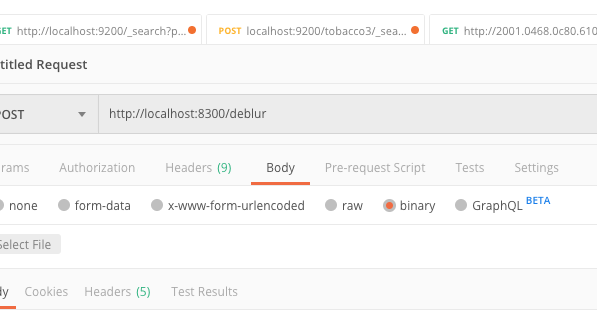 GET http://localhost:9200/_search?p... POST localhost:9200/tobacco3/_sea... GET http://2001.0468.0c80.610
titled Request
POST http://localhost:8300/deblur
rams Authorization Headers (9) Body Pre-request Script Tests Settings
none form-data x-www-form-urlencoded raw binary GraphQL BETA
Select File
dy Cookies Headers (5) Test Results